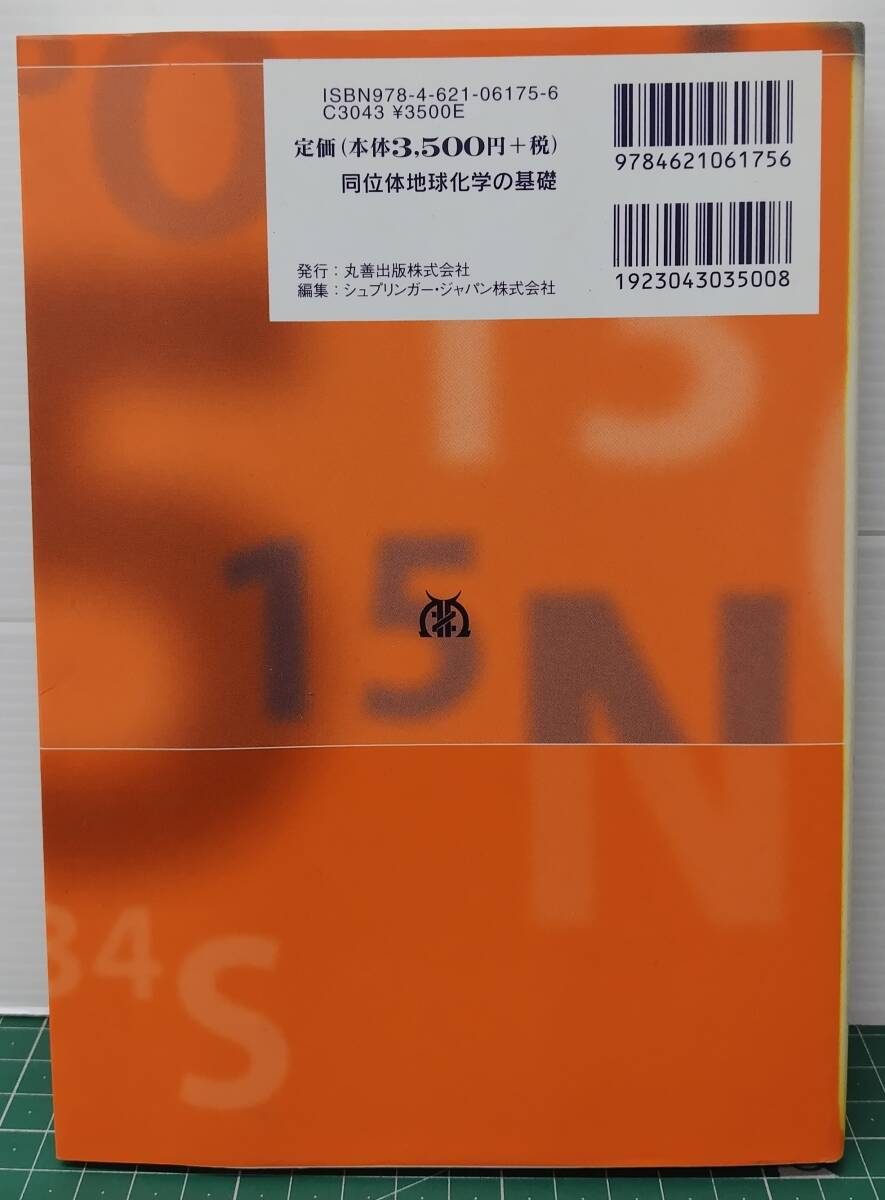 ISBN978-4-621-06175-6
C3043 ¥3500E
定価(本体3,500円+税)
同位体地球化学の基礎
発行：丸善出版株式会社
編集：シュプリンガー・ジャパン株式会社
9784621061756
1923043035008
15
15N
34S